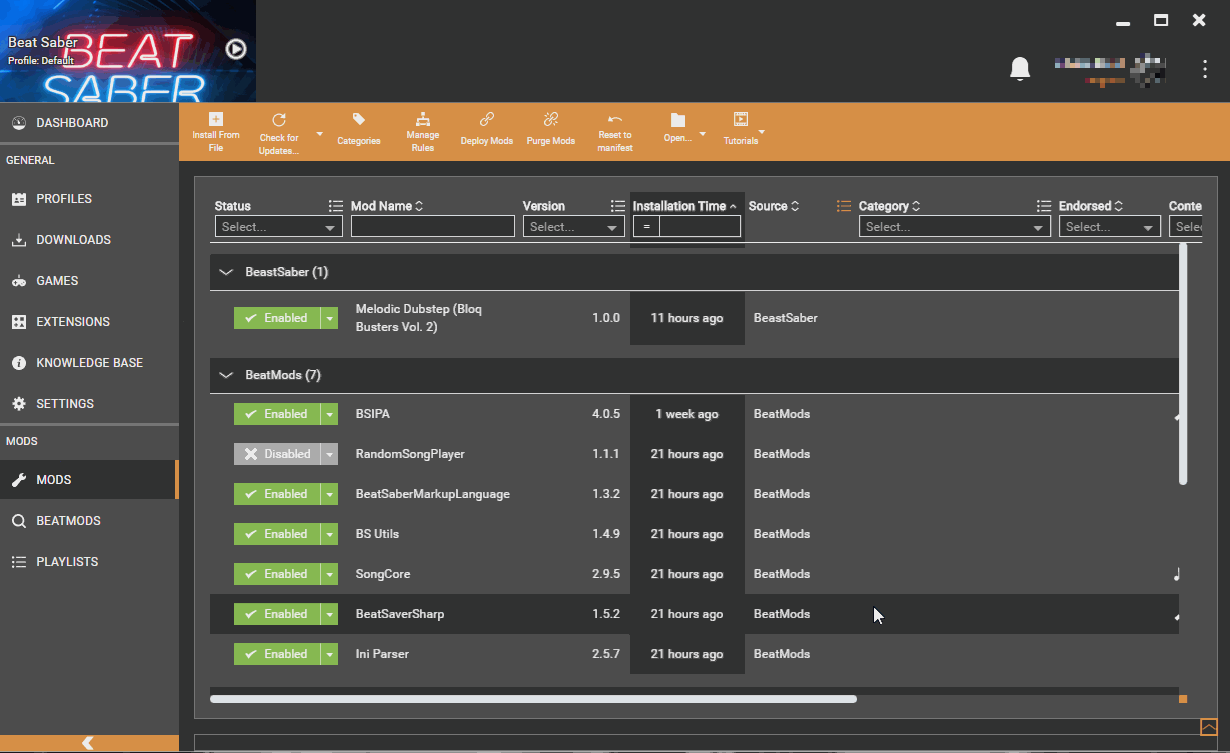 BEAT
SABER
Beat Saber
Profile: Default
DASHBOARD
GENERAL
PROFILES
DOWNLOADS
GAMES
EXTENSIONS
KNOWLEDGE BASE
SETTINGS
MODS
MODS
BEATMODS
PLAYLISTS
Install From
File
Check for
Updates...
Categories
Manage
Rules
Deploy Mods
Purge Mods
Reset to
manifest
Open...
Tutorials
Status Mod Name Version Installation Time Source Category Endorsed Conte
Select... Select... = Select... Select... Selec
BeastSaber (1)
Enabled Melodic Dubstep (Bloq
Busters Vol. 2) 1.0.0 11 hours ago BeastSaber
BeatMods (7)
Enabled BSIPA 4.0.5 1 week ago BeatMods
Disabled RandomSongPlayer 1.1.1 21 hours ago BeatMods
Enabled BeatSaberMarkupLanguage 1.3.2 21 hours ago BeatMods
Enabled BS Utils 1.4.9 21 hours ago BeatMods
Enabled SongCore 2.9.5 21 hours ago BeatMods
Enabled BeatSaverSharp 1.5.2 21 hours ago BeatMods
Enabled Ini Parser 2.5.7 21 hours ago BeatMods